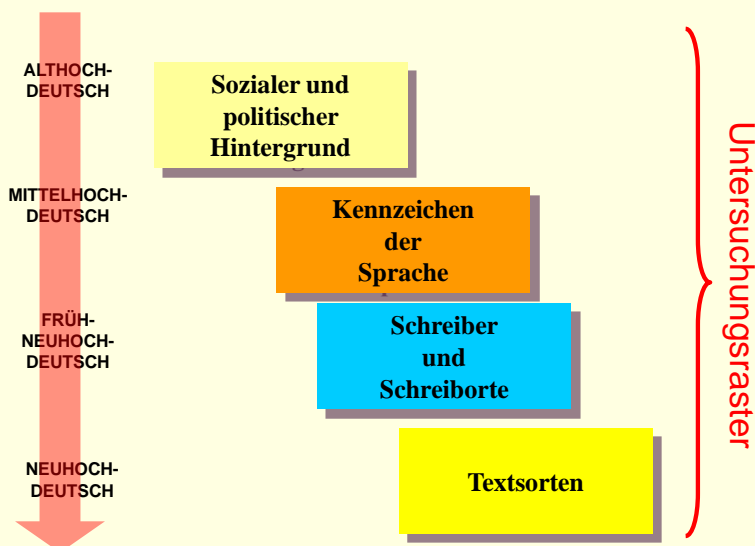 ALTHOCH-
DEUTSCH
Sozialer und
politischer
Hintergrund
MITTELHOCH-
DEUTSCH
Kennzeichen
der
Sprache
FRÜH-
NEUHOCH-
DEUTSCH
Schreiber
und
Schreiborte
NEUHOCH-
DEUTSCH
Textsorten
Untersuchungsraster